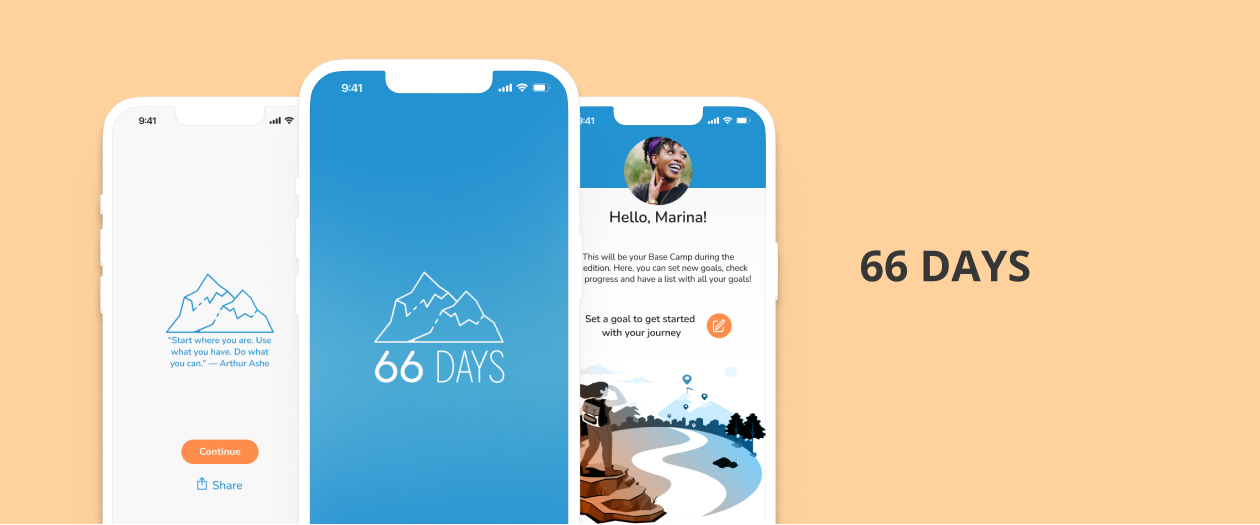 9:41
“Start where you are. Use
what you have. Do what
you can.” — Arthur Ashe
Continue
Share
9:41
66 DAYS
9:41
Hello, Marina!
This will be your Base Camp during the
edition. Here, you can set new goals, check
progress and have a list with all your goals!
Set a goal to get started
with your journey
66 DAYS